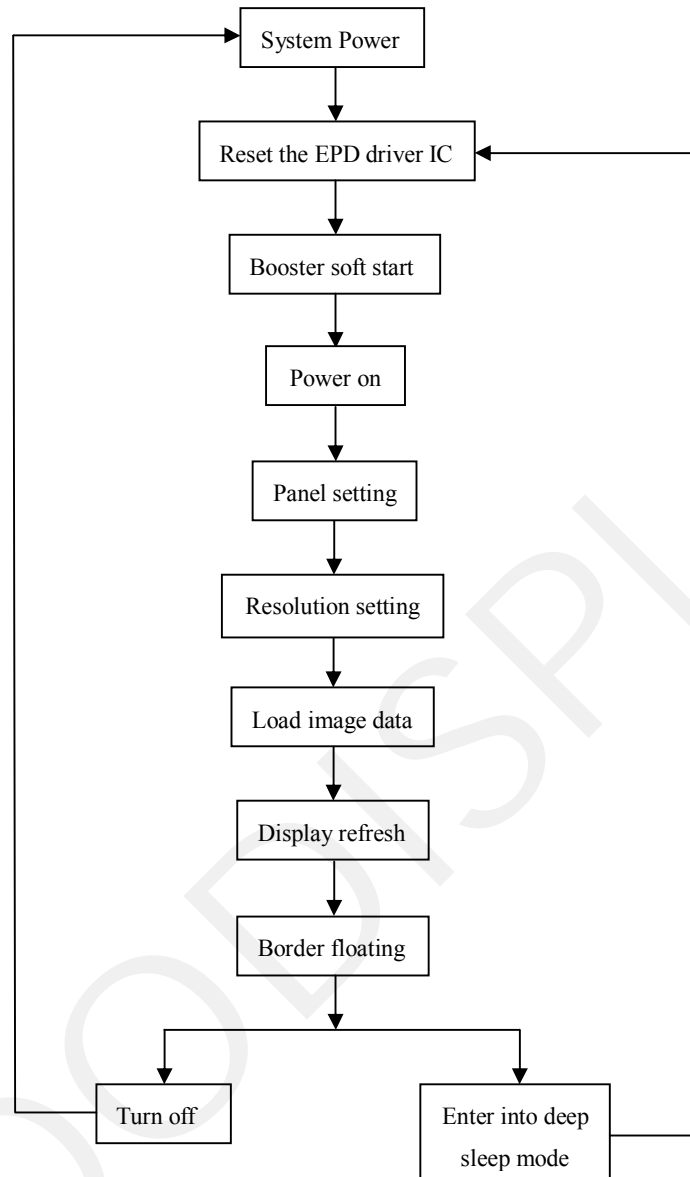 System Power
Reset the EPD driver IC
Booster soft start
Power on
Panel setting
Resolution setting
Load image data
Display refresh
Border floating
Turn off
Enter into deep
sleep mode